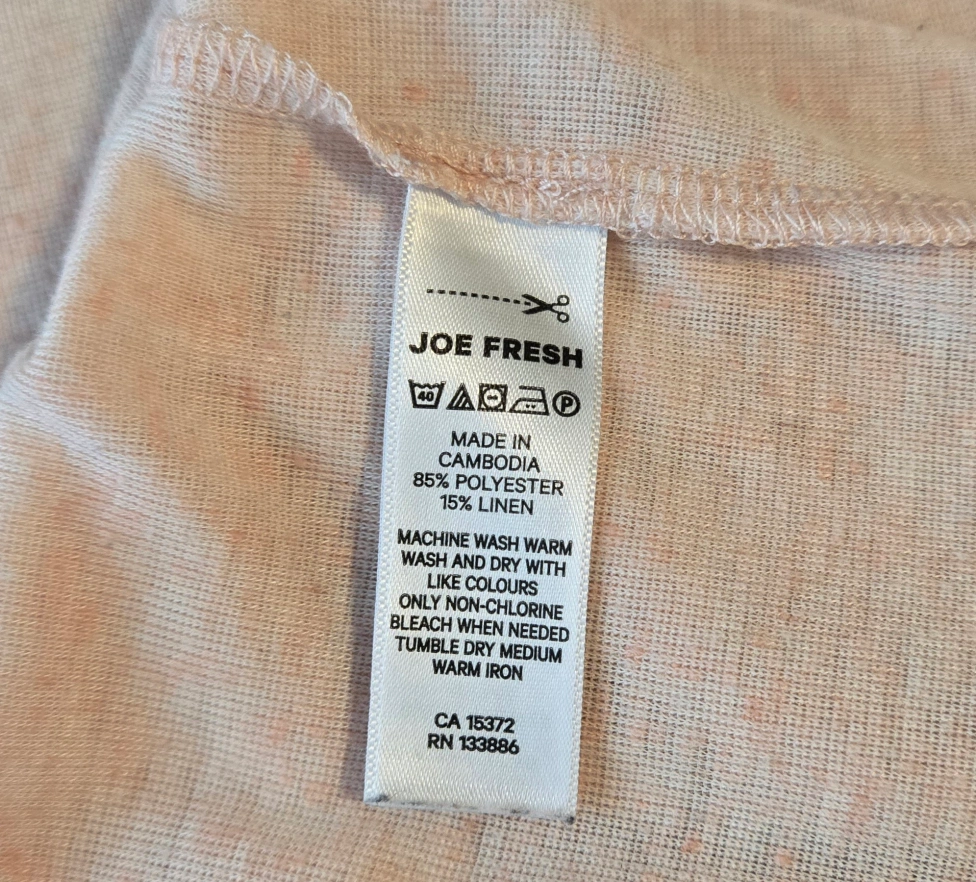 JOE FRESH
40 P
MADE IN
CAMBODIA
85% POLYESTER
15% LINEN
MACHINE WASH WARM
WASH AND DRY WITH
LIKE COLOURS
ONLY NON-CHLORINE
BLEACH WHEN NEEDED
TUMBLE DRY MEDIUM
WARM IRON
CA 15372
RN 133886